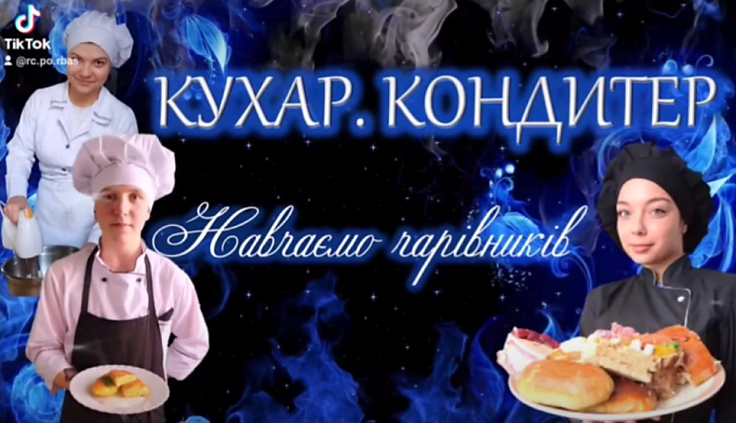 TikTok
@rc.po.rbas
КУХАР. КОНДИТЕР
Навчаємо чарівників